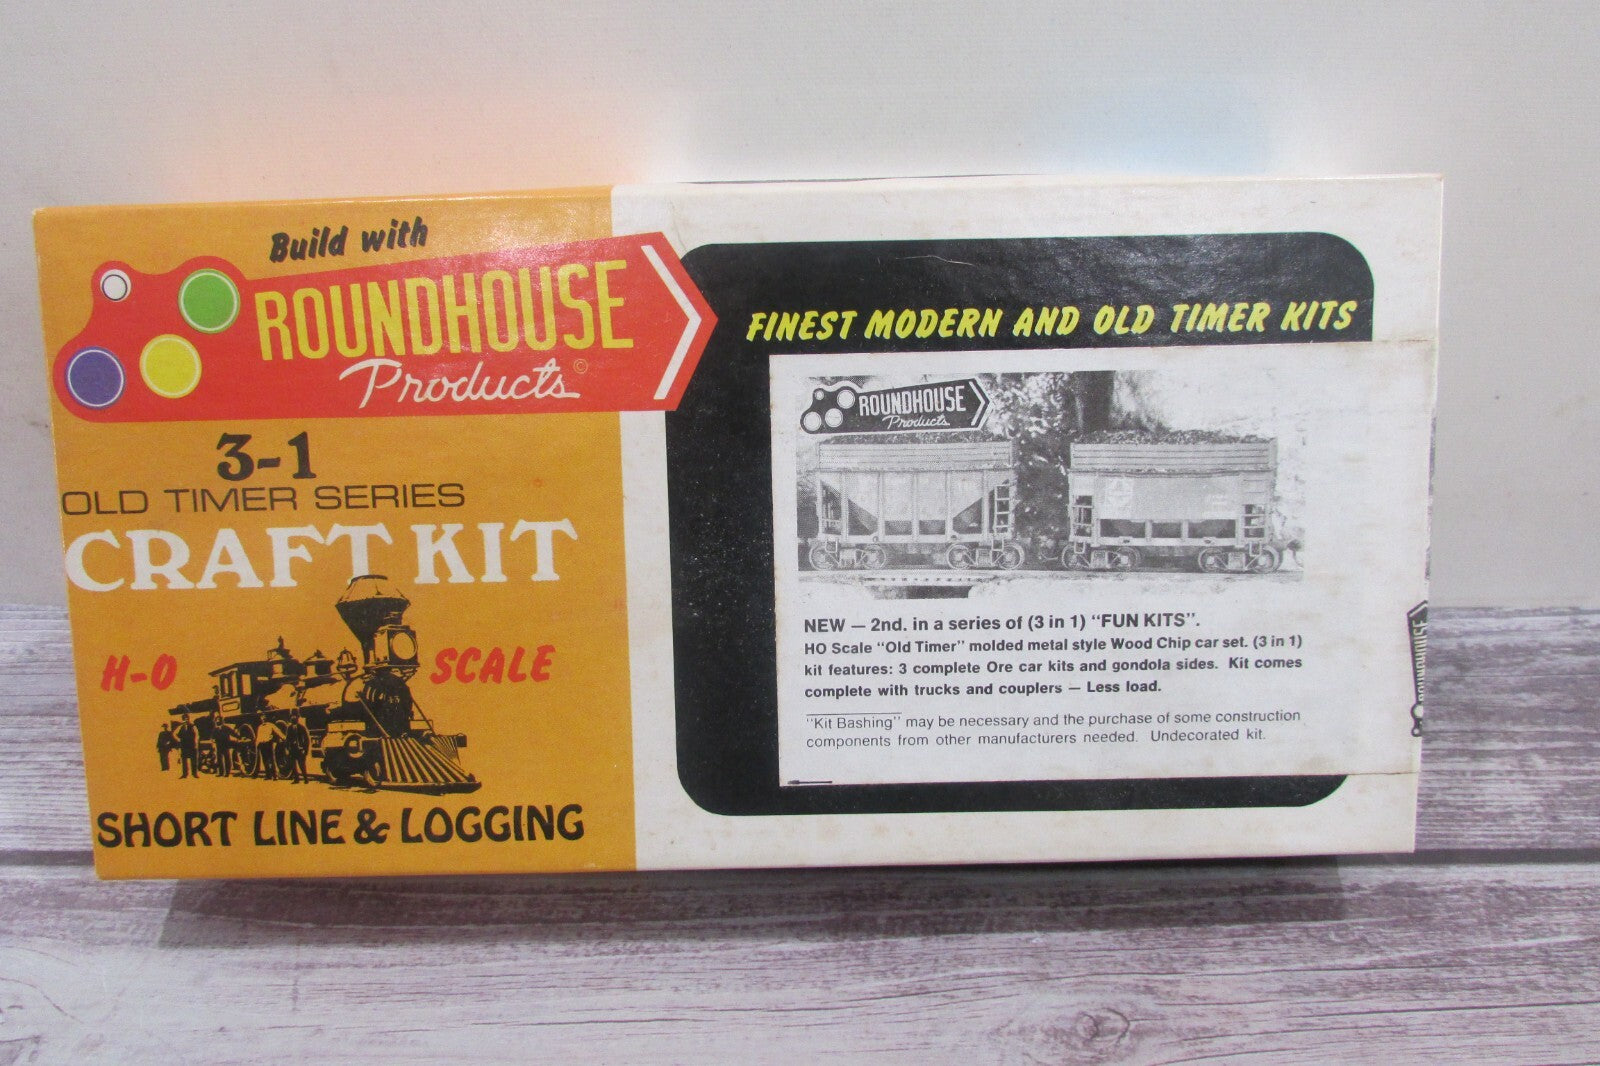 Build with
ROUNDHOUSE
Products ©
3-1
OLD TIMER SERIES
CRAFT KIT
H-O SCALE
SHORT LINE & LOGGING
FINEST MODERN AND OLD TIMER KITS
ROUNDHOUSE
Products
NEW — 2nd. in a series of (3 in 1) "FUN KITS".
HO Scale "Old Timer" molded metal style Wood Chip car set. (3 in 1)
kit features: 3 complete Ore car kits and gondola sides. Kit comes
complete with trucks and couplers — Less load.
"Kit Bashing" may be necessary and the purchase of some construction
components from other manufacturers needed. Undecorated kit.
ROUNDHOUSE